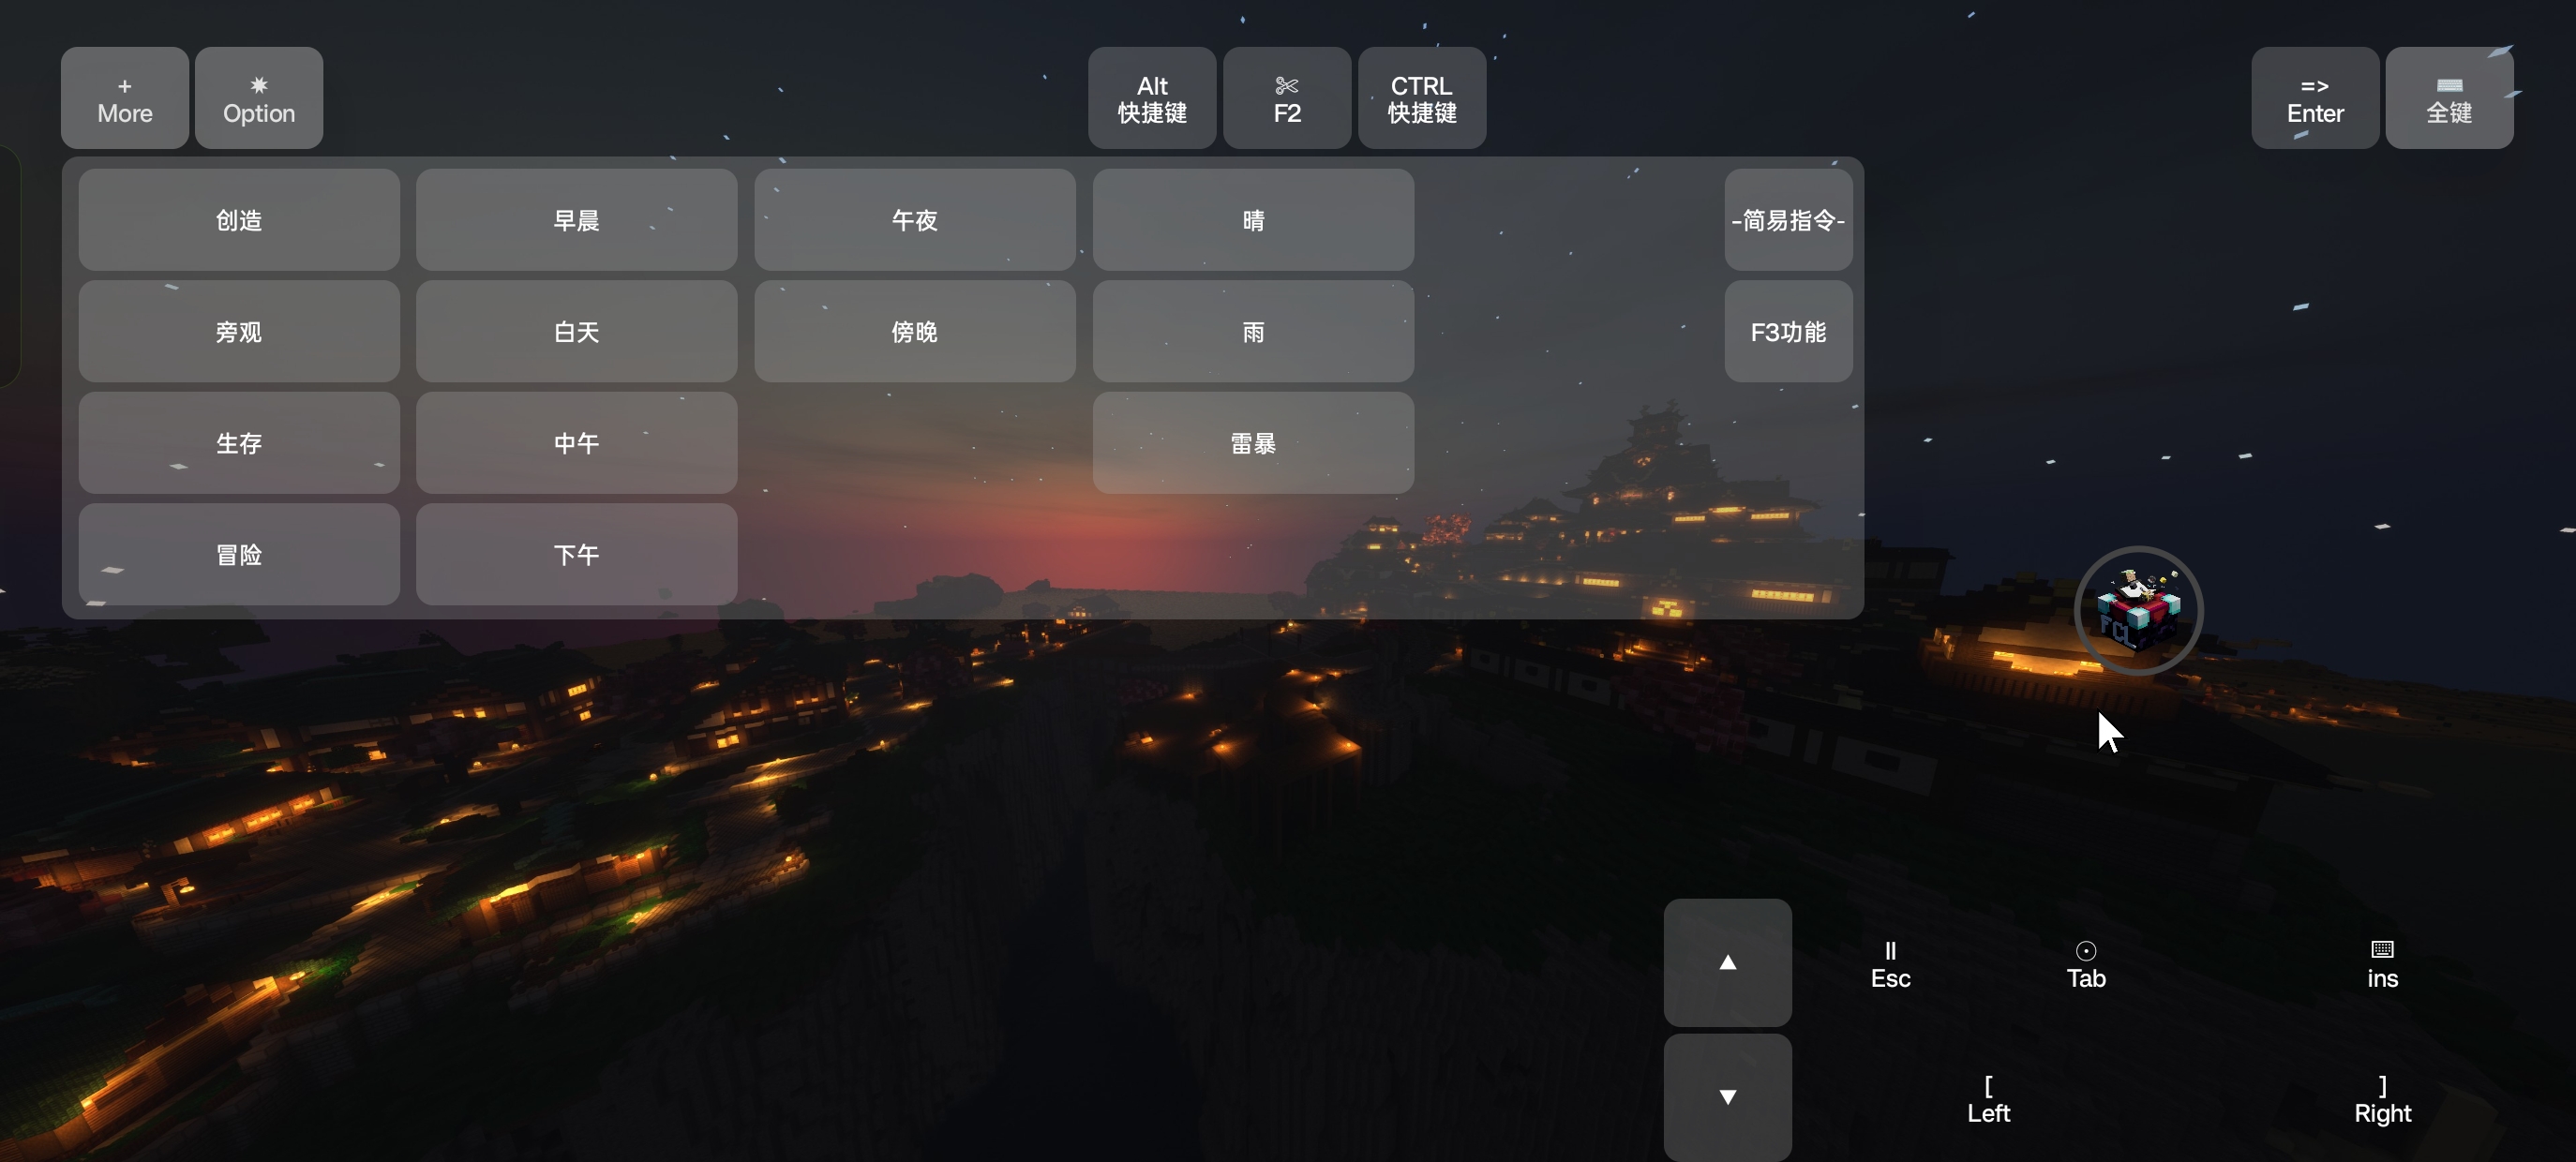 +
More
✸
Option
Alt
快捷键
✄
F2
CTRL
快捷键
=>
Enter
全键
创造
早晨
午夜
晴
-简易指令-
旁观
白天
傍晚
雨
F3功能
生存
中午
雷暴
冒险
下午
FCL
▲
Esc
Tab
ins
▼
[
Left
]
Right